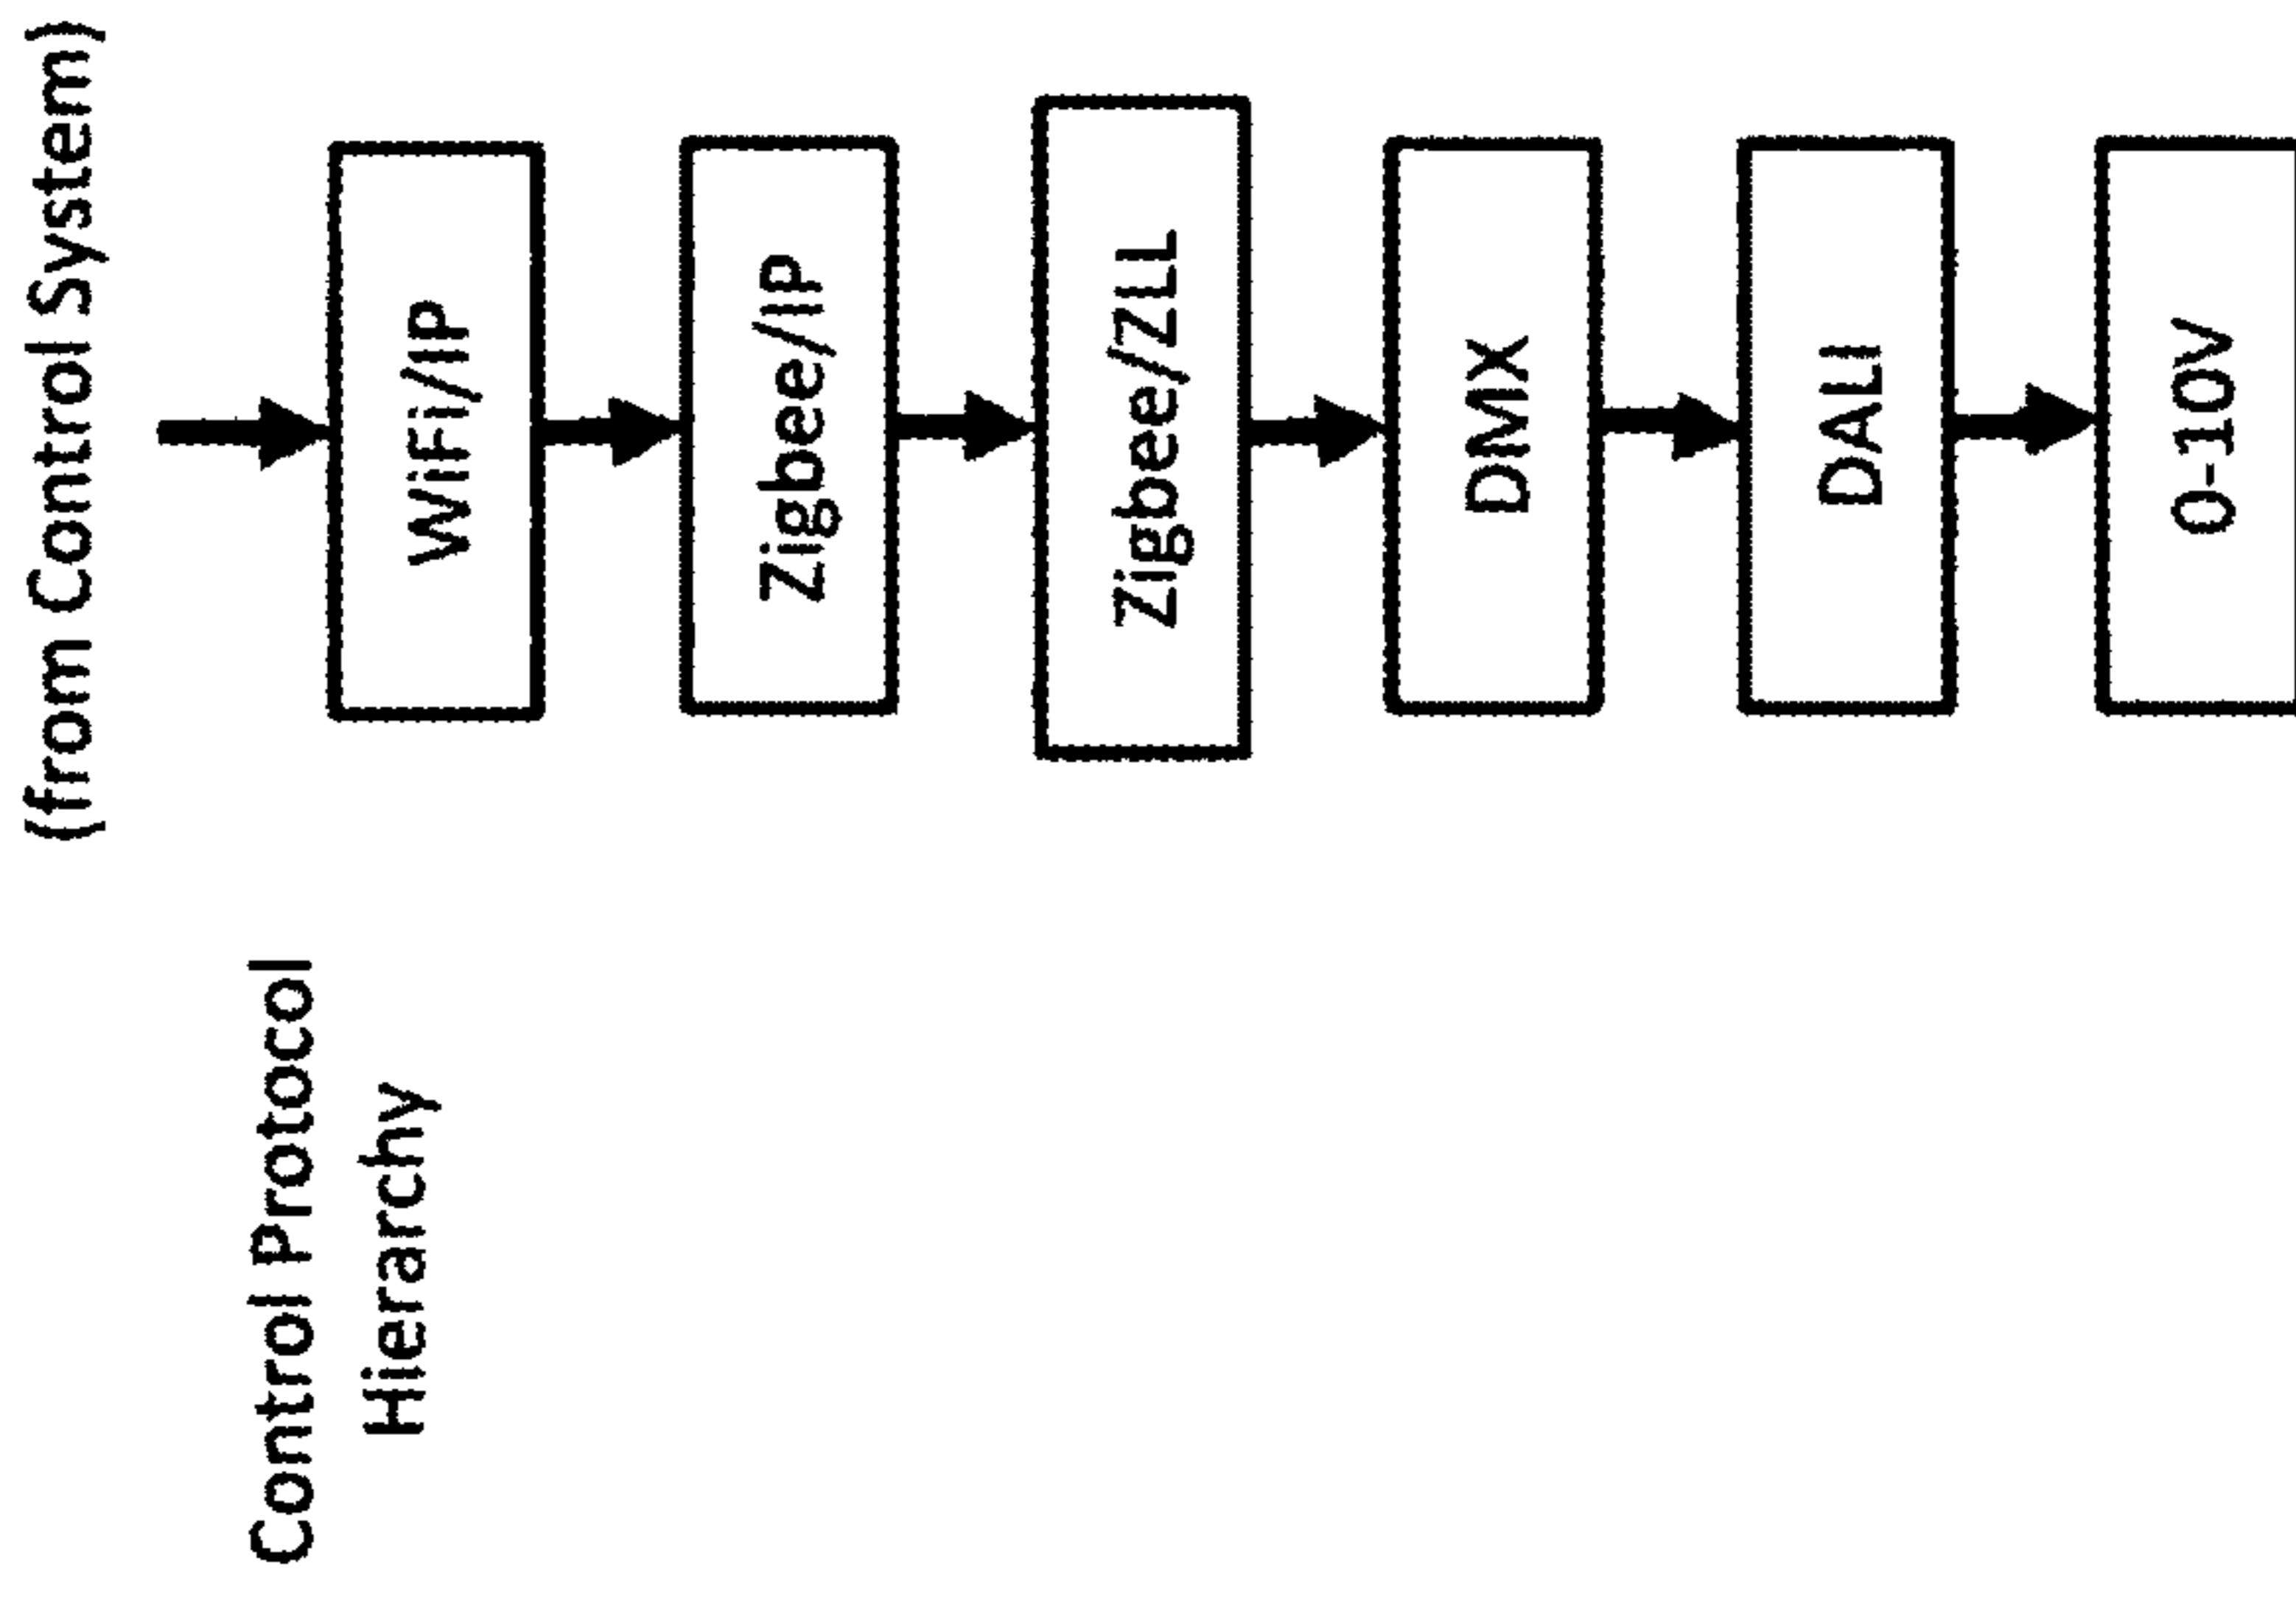 (from Control System)
Control Protocol
Hierarchy
WiFi/IP
Zigbee/IP
Zigbee/ZLL
DMX
DALI
0-10V